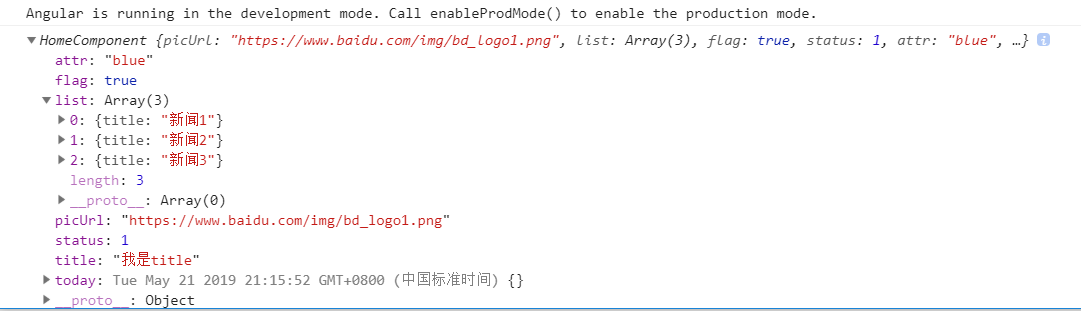 Angular is running in the development mode. Call enableProdMode() to enable the production mode.
HomeComponent {picUrl: "https://www.baidu.com/img/bd_logo1.png", list: Array(3), flag: true, status: 1, attr: "blue", …}
attr: "blue"
flag: true
list: Array(3)
0: {title: "新闻1"}
1: {title: "新闻2"}
2: {title: "新闻3"}
length: 3
__proto__: Array(0)
picUrl: "https://www.baidu.com/img/bd_logo1.png"
status: 1
title: "我是title"
today: Tue May 21 2019 21:15:52 GMT+0800 (中国标准时间) {}
__proto__: Object